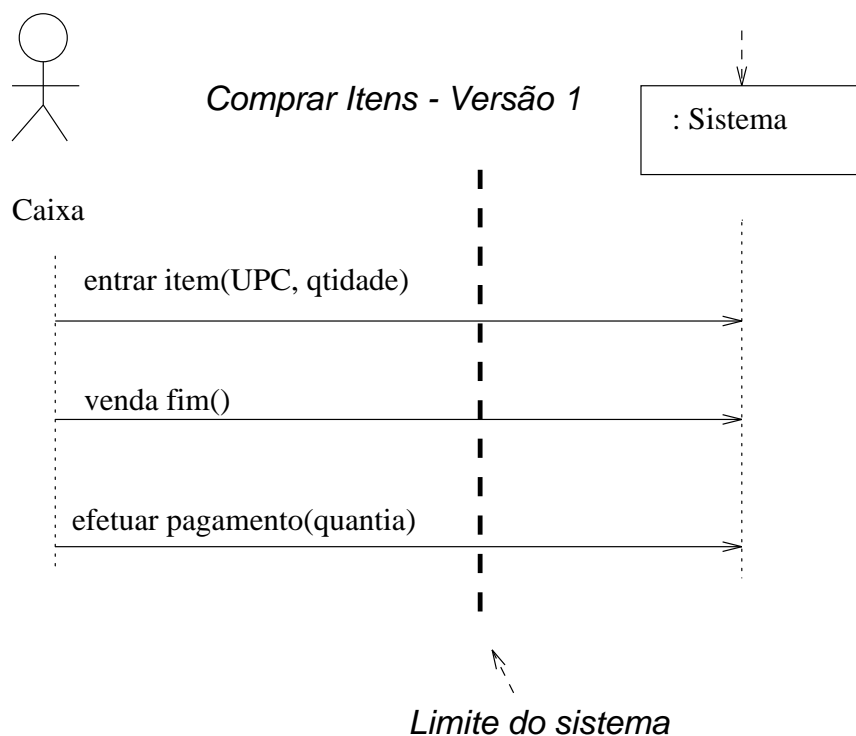 Comprar Itens - Versão 1
: Sistema
Caixa
entrar item(UPC, qtidade)
venda fim()
efetuar pagamento(quantia)
Limite do sistema